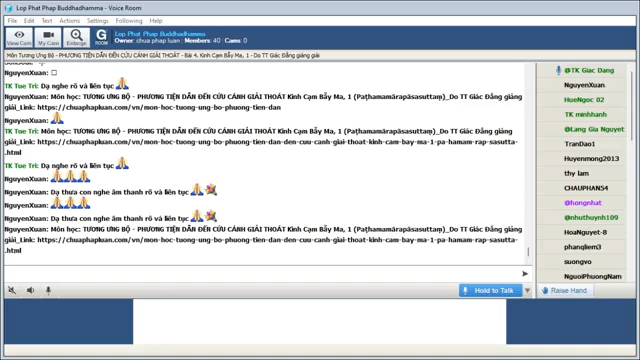 Lop Phat Phap Buddhadhamma - Voice Room
File Text Actions Settings Following
View Cam My Cam Enlarge ROOM
Lop Phat Phap Buddhadhamma
Owner: chua phap luan Members: 40 Cams: 0
Môn Tương Ưng Bộ - PHƯƠNG TIỆN DẪN ĐẾN CỨU CÁNH GIẢI THOÁT - Bài 4. Kinh Cạm Bẫy Ma, 1 - Do TT Giác Đẳng giảng giải
NguyenXuan:
TK Tue Tri: Dạ nghe rõ và liên tục
NguyenXuan: Môn học: TƯƠNG ƯNG BỘ - PHƯƠNG TIỆN DẪN ĐẾN CỨU CÁNH GIẢI THOÁT Kinh Cạm Bẫy Ma, 1 (Paṭhamamārapāsasuttaṃ)_Do TT Giác Đẳng giảng
giải_Link: https://chuaphapluan.com/vn/mon-hoc-tuong-ung-bo-phuong-tien-dan
NguyenXuan:
TK Tue Tri: Môn học: TƯƠNG ƯNG BỘ - PHƯƠNG TIỆN DẪN ĐẾN CỨU CÁNH GIẢI THOÁT Kinh Cạm Bẫy Ma, 1 (Paṭhamamārapāsasuttaṃ)_Do TT Giác Đẳng giảng
giải_Link: https://chuaphapluan.com/vn/mon-hoc-tuong-ung-bo-phuong-tien-dan-den-cuu-canh-giai-thoat-kinh-cam-bay-ma-1-pa-hamam-rap-sasutta-
.html
TK Tue Tri: Dạ nghe rõ và liên tục
NguyenXuan:
NguyenXuan: Dạ thưa con nghe âm thanh rõ và liên tục
NguyenXuan:
NguyenXuan: Dạ thưa con nghe âm thanh rõ và liên tục
NguyenXuan: Môn học: TƯƠNG ƯNG BỘ - PHƯƠNG TIỆN DẪN ĐẾN CỨU CÁNH GIẢI THOÁT Kinh Cạm Bẫy Ma, 1 (Paṭhamamārapāsasuttaṃ)_Do TT Giác Đẳng giảng
giải_Link: https://chuaphapluan.com/vn/mon-hoc-tuong-ung-bo-phuong-tien-dan-den-cuu-canh-giai-thoat-kinh-cam-bay-ma-1-pa-hamam-rap-sasutta-
.html
Hold to Talk
@TK Giac Dang
NguyenXuan
HueNgoc 02
TK minhhanh
@Lang Gia Nguyet
TranDao1
Huyenmong2013
thy lam
CHAUPHAN54
@hongnhat
@nhuthuynh109
HoaNguyet-8
phanqliem3
suongvo
NguoiPhuongNam
Raise Hand